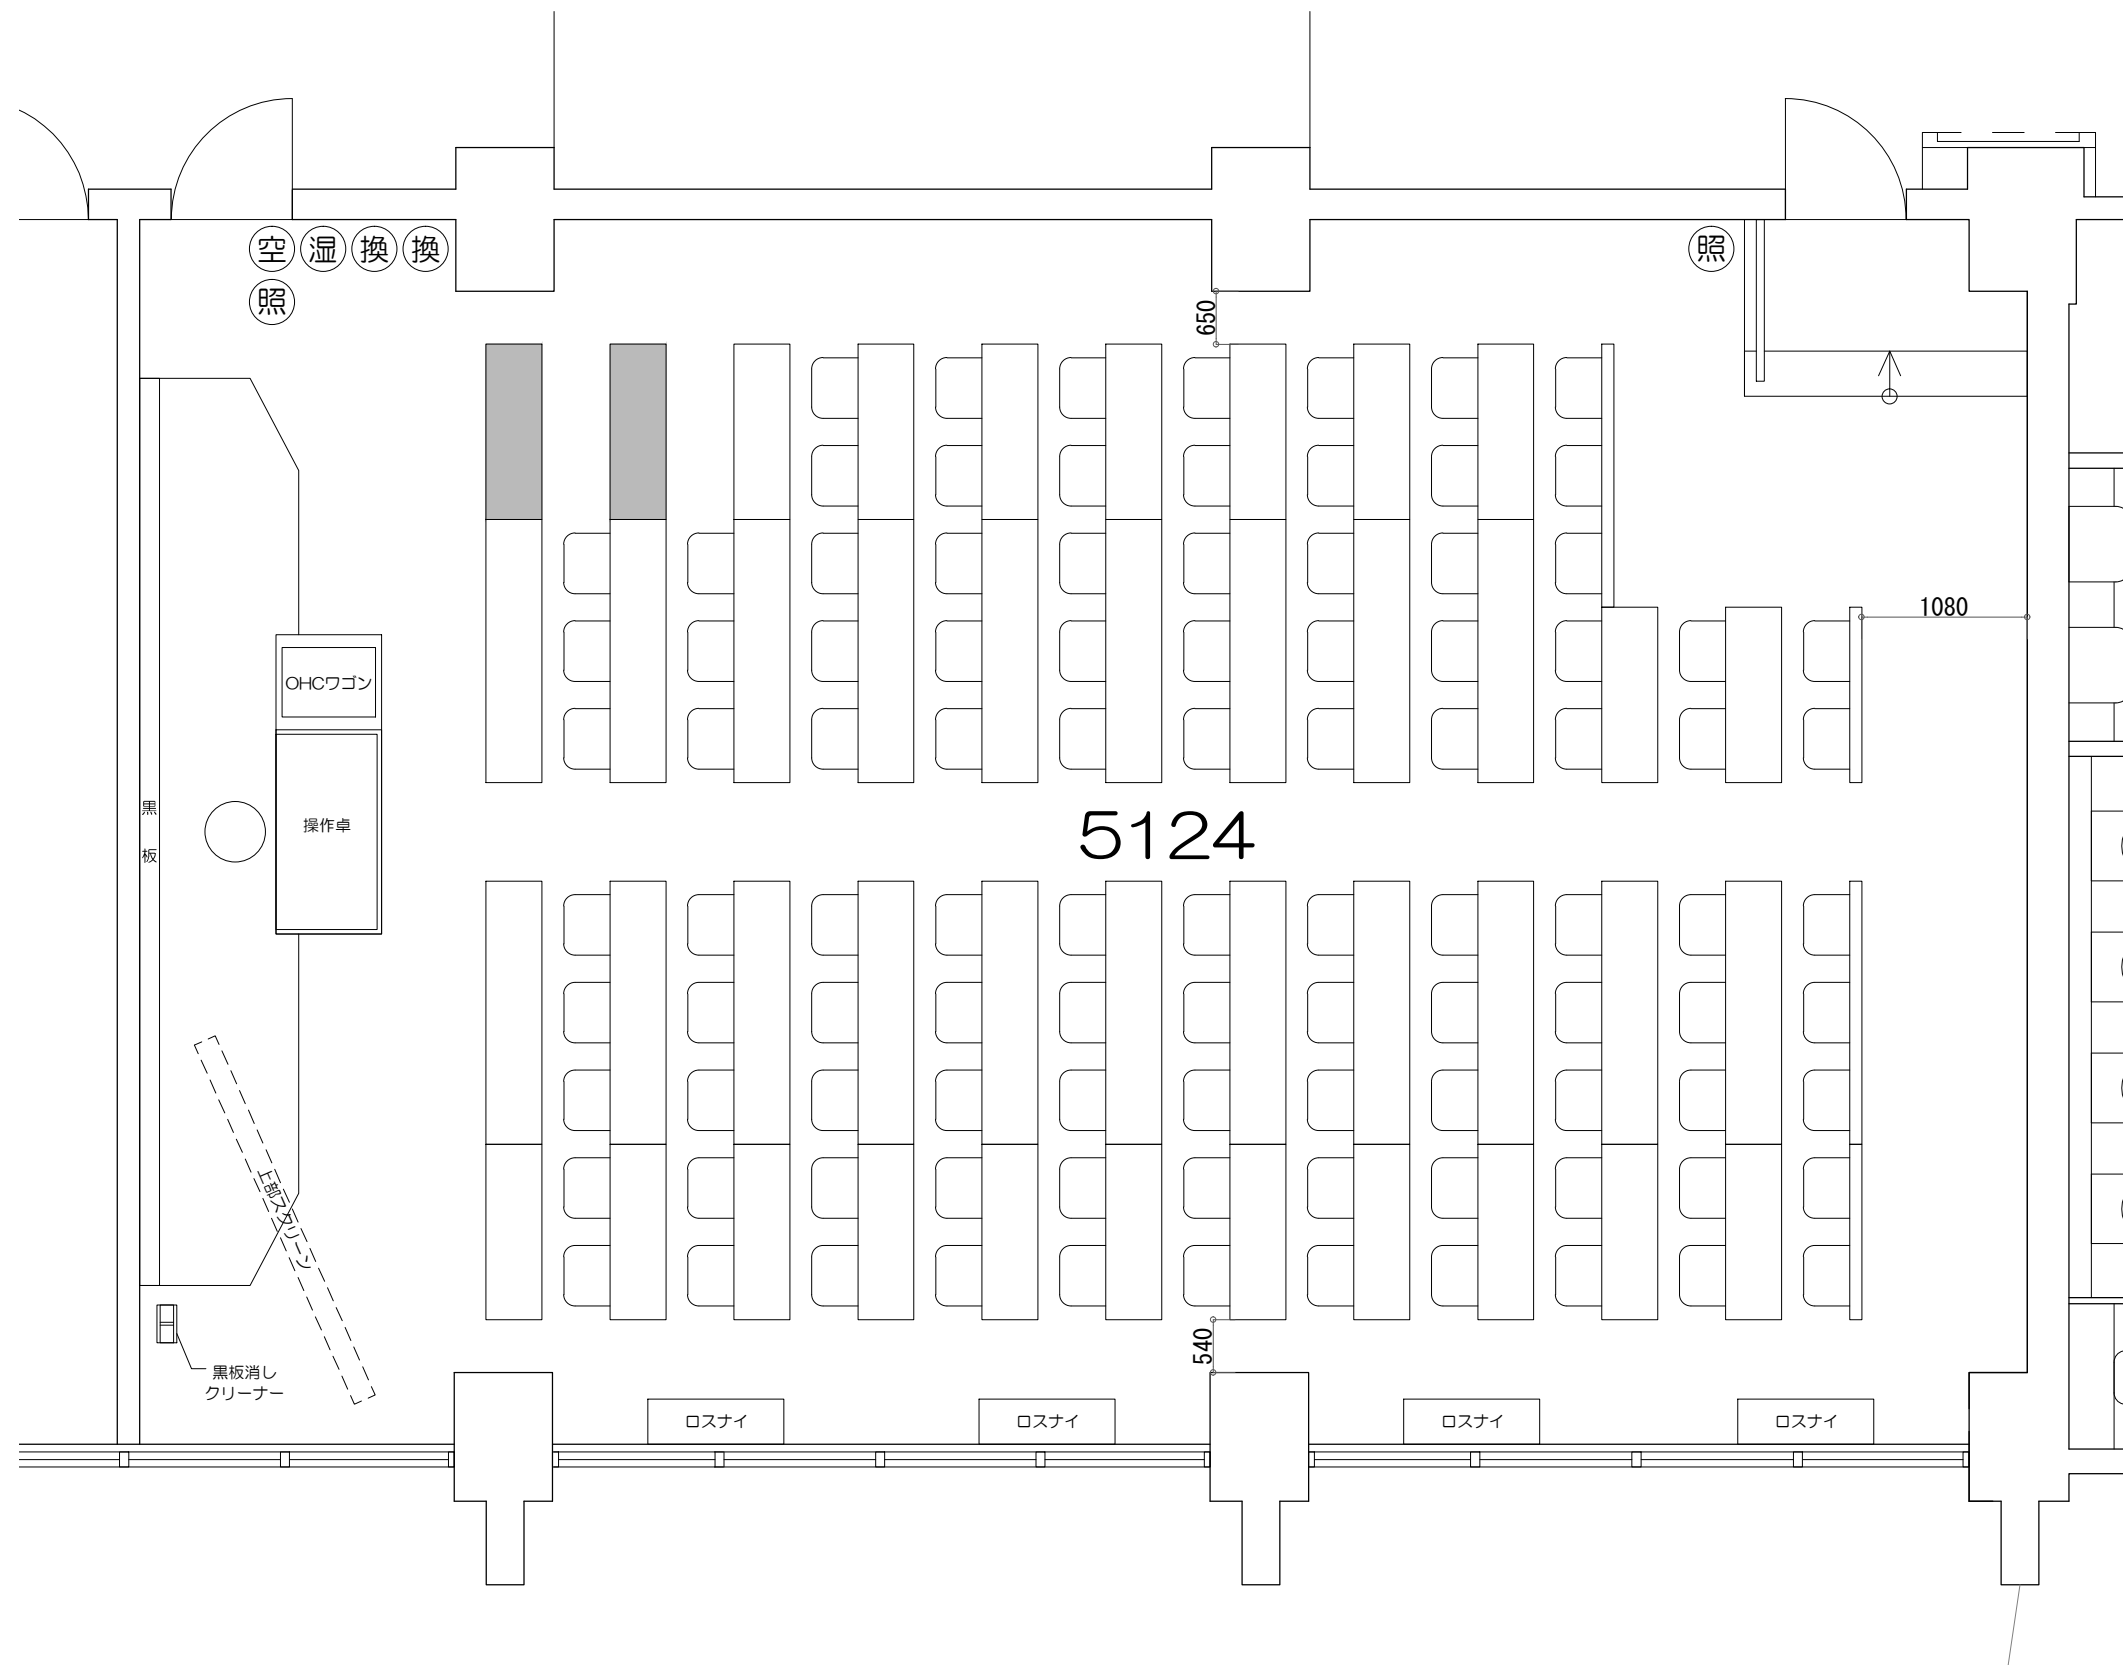 空 湿 換 換
照
照
650
1080
OHCワゴン
操作卓
黒板
5124
上部スクリーン
540
黒板消し
クリーナー
ロスナイ
ロスナイ
ロスナイ
ロスナイ